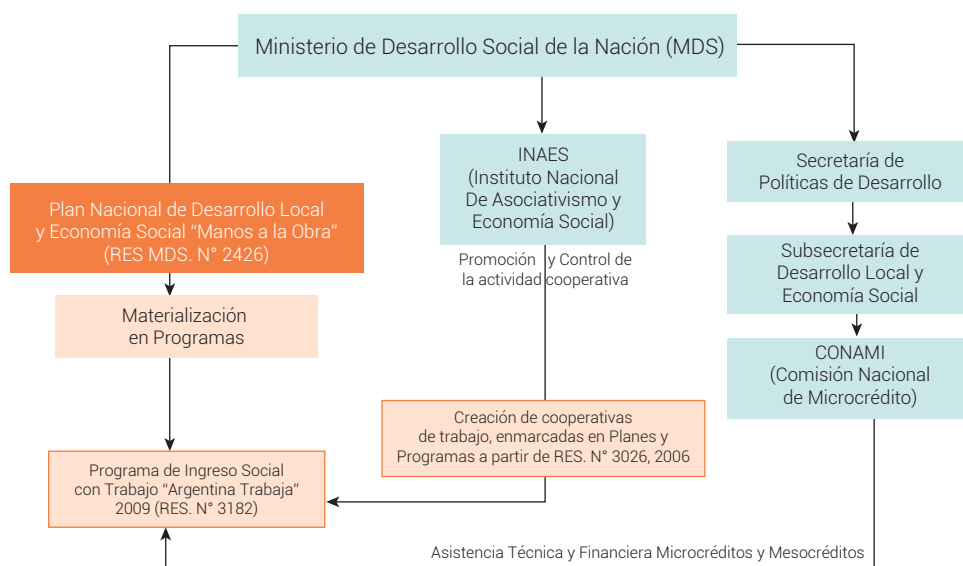 Ministerio de Desarrollo Social de la Nación (MDS)
Plan Nacional de Desarrollo Local
y Economía Social “Manos a la Obra”
(RES MDS. N° 2426)
Materialización
en Programas
Programa de Ingreso Social
con Trabajo “Argentina Trabaja”
2009 (RES. N° 3182)
INAES
(Instituto Nacional
De Asociativismo y
Economía Social)
Promoción y Control de
la actividad cooperativa
Creación de cooperativas
de trabajo, enmarcadas en Planes y
Programas a partir de RES. N° 3026, 2006
Secretaría de
Políticas de Desarrollo
Subsecretaría de
Desarrollo Local y
Economía Social
CONAMI
(Comisión Nacional
de Microcrédito)
Asistencia Técnica y Financiera Microcréditos y Mesocréditos